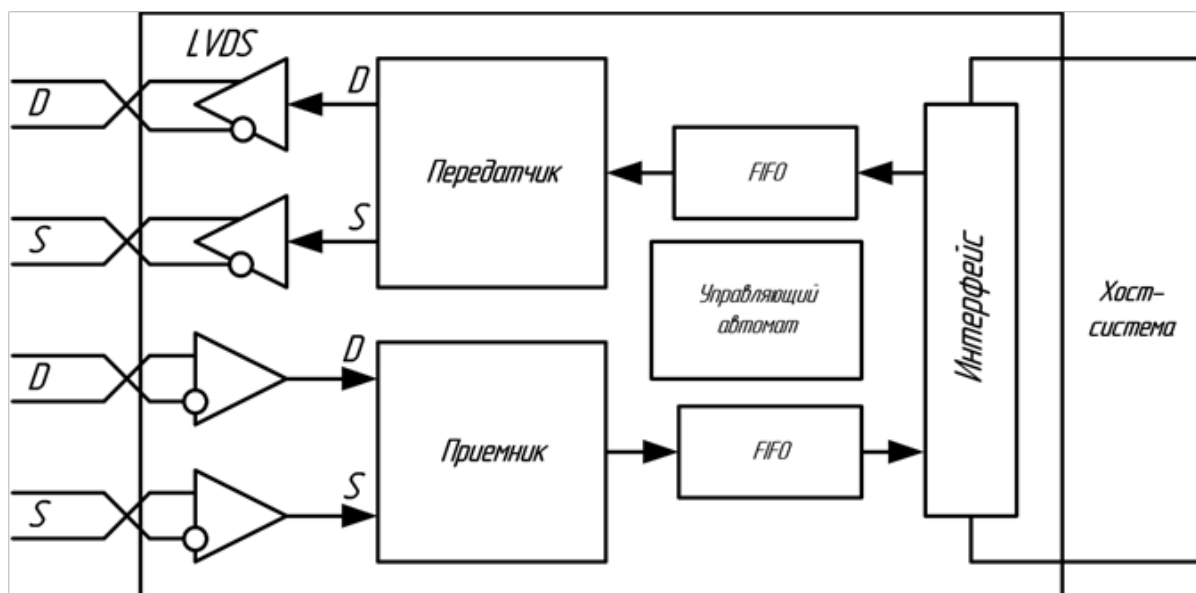 LVDS
D
D
Передатчик
FIFO
S
S
Управляющий
автомат
Интерфейс
Хост-
система
D
D
Приемник
FIFO
S
S